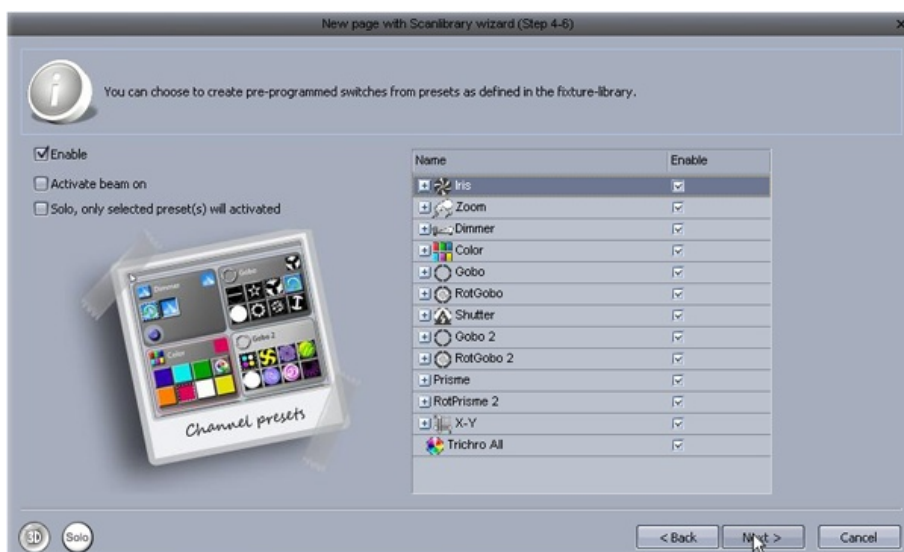 New page with Scanlibrary wizard (Step 4-6)
You can choose to create pre-programmed switches from presets as defined in the fixture-library.
Enable
Activate beam on
Solo, only selected preset(s) will activated
Dimmer
Gobo
Color
Gobo 2
Channel presets
Name Enable
Iris
Zoom
Dimmer
Color
Gobo
RotGobo
Shutter
Gobo 2
RotGobo 2
Prisme
RotPrisme 2
X-Y
Trichro All
3D
Solo
< Back
Next >
Cancel